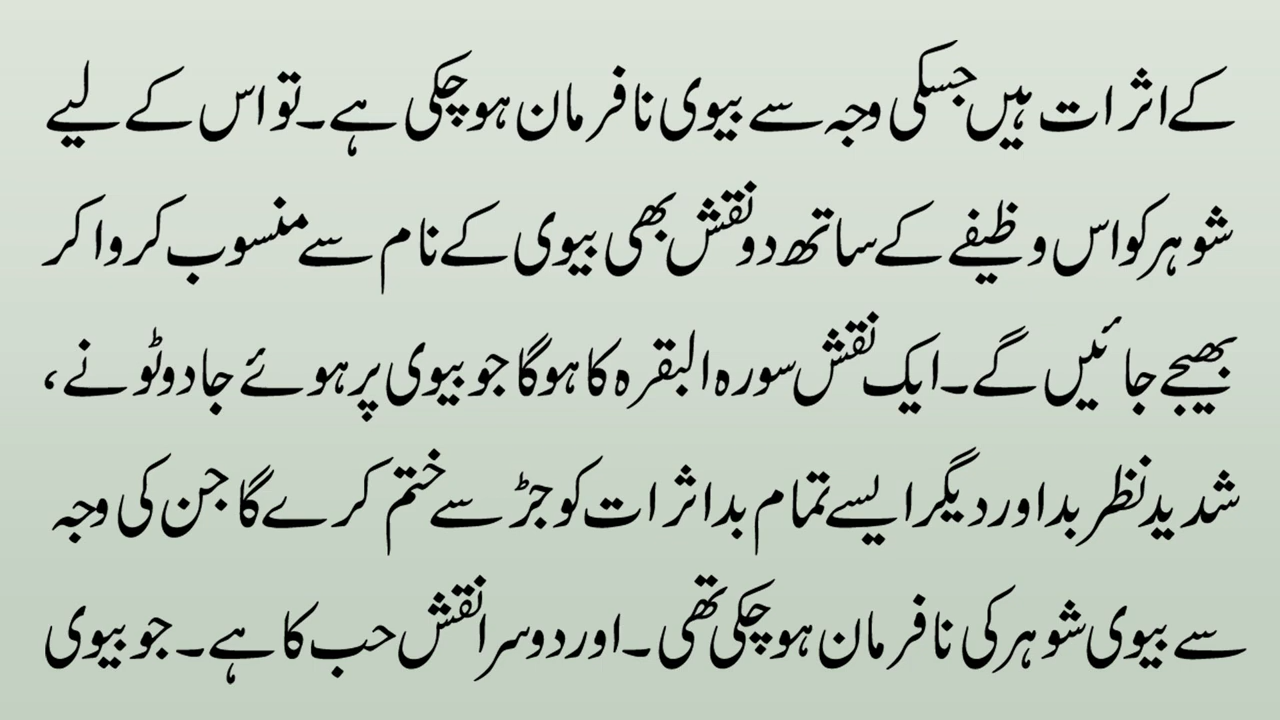 کے اثرات ہیں جسکی وجہ سے بیوی نافرمان ہوچکی ہے۔ تو اس کے لیے
شوہر کو اس وظیفے کے ساتھ دو نقش بھی بیوی کے نام سے منسوب کروا کر
بھیجے جائیں گے۔ ایک نقش سورہ البقرہ کا ہوگا جو بیوی پر ہوئے جادو ٹونے،
شدید نظر بد اور دیگر ایسے تمام بد اثرات کو جڑ سے ختم کرے گا جن کی وجہ
سے بیوی شوہر کی نافرمان ہوچکی تھی۔ اور دوسرا نقش حب کا ہے۔ جو بیوی